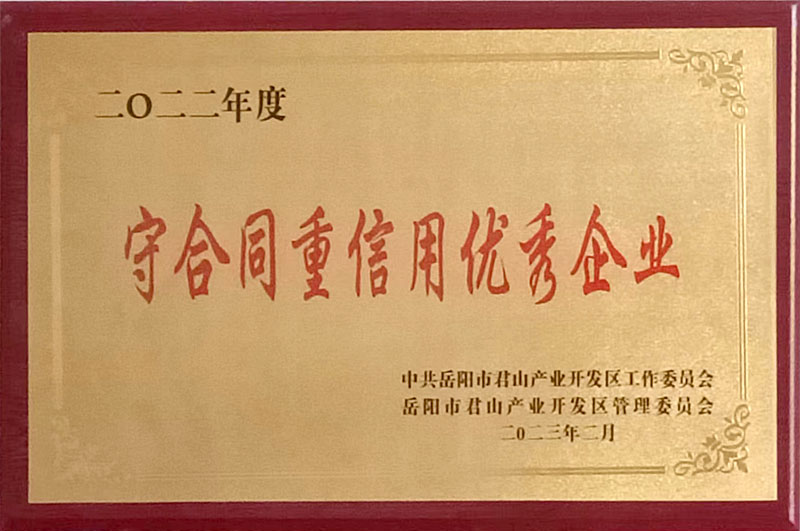 二〇二二年度
守合同重信用优秀企业
中共岳阳市君山产业开发区工作委员会
岳阳市君山产业开发区管理委员会
二〇二三年二月